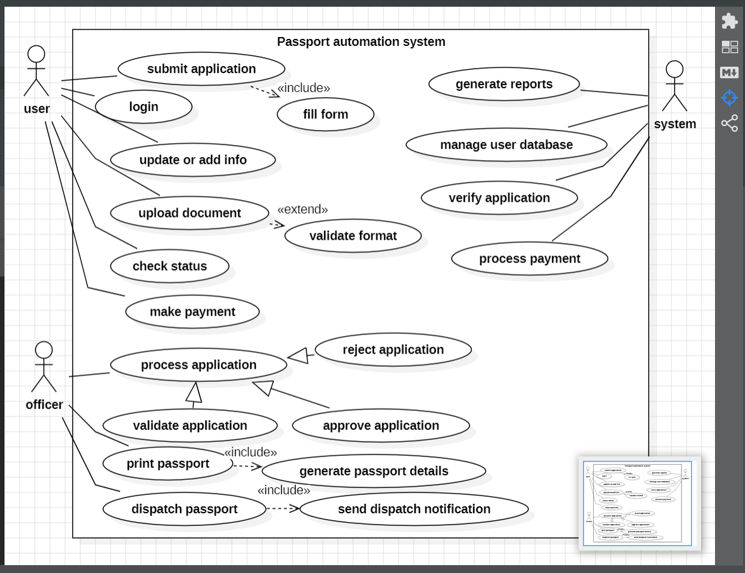 Passport automation system
submit application
generate reports
«include»
login
fill form
user
system
manage user database
update or add info
verify application
upload document
«extend»
validate format
process payment
check status
make payment
reject application
process application
officer
validate application
approve application
«include»
print passport
generate passport details
«include»
dispatch passport
send dispatch notification
M